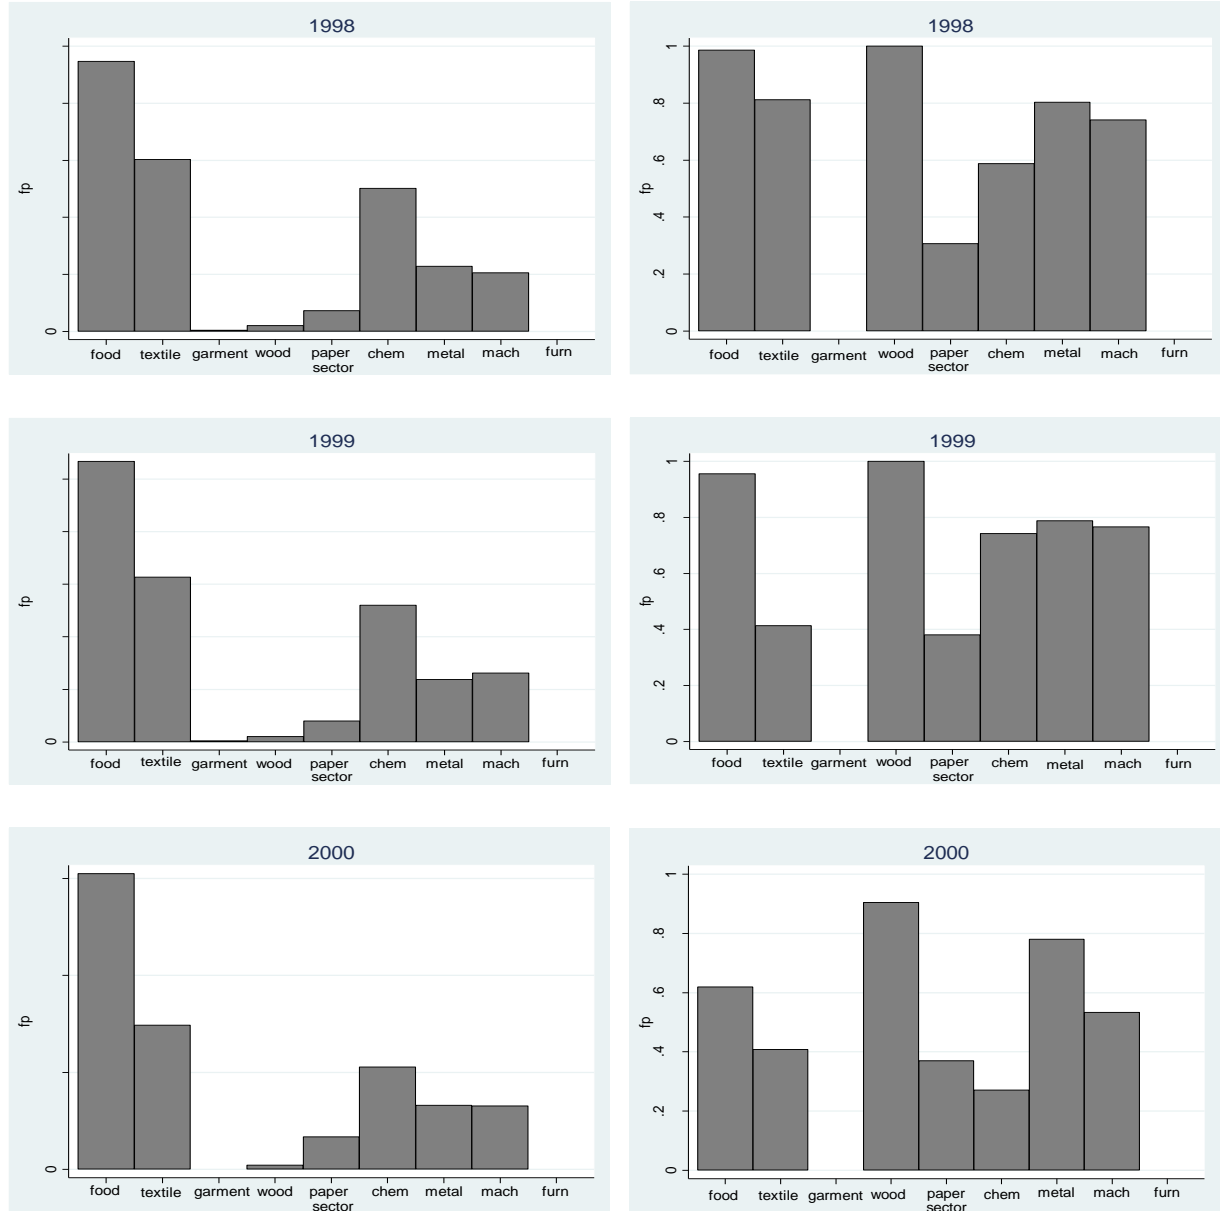 1998
fp
0
food textile garment wood paper chem metal mach furn
sector
1998
fp
0 .2 .4 .6 .8 1
food textile garment wood paper chem metal mach furn
sector
1999
fp
0
food textile garment wood paper chem metal mach furn
sector
1999
fp
0 .2 .4 .6 .8 1
food textile garment wood paper chem metal mach furn
sector
2000
fp
0
food textile garment wood paper chem metal mach furn
sector
2000
fp
0 .2 .4 .6 .8 1
food textile garment wood paper chem metal mach furn
sector